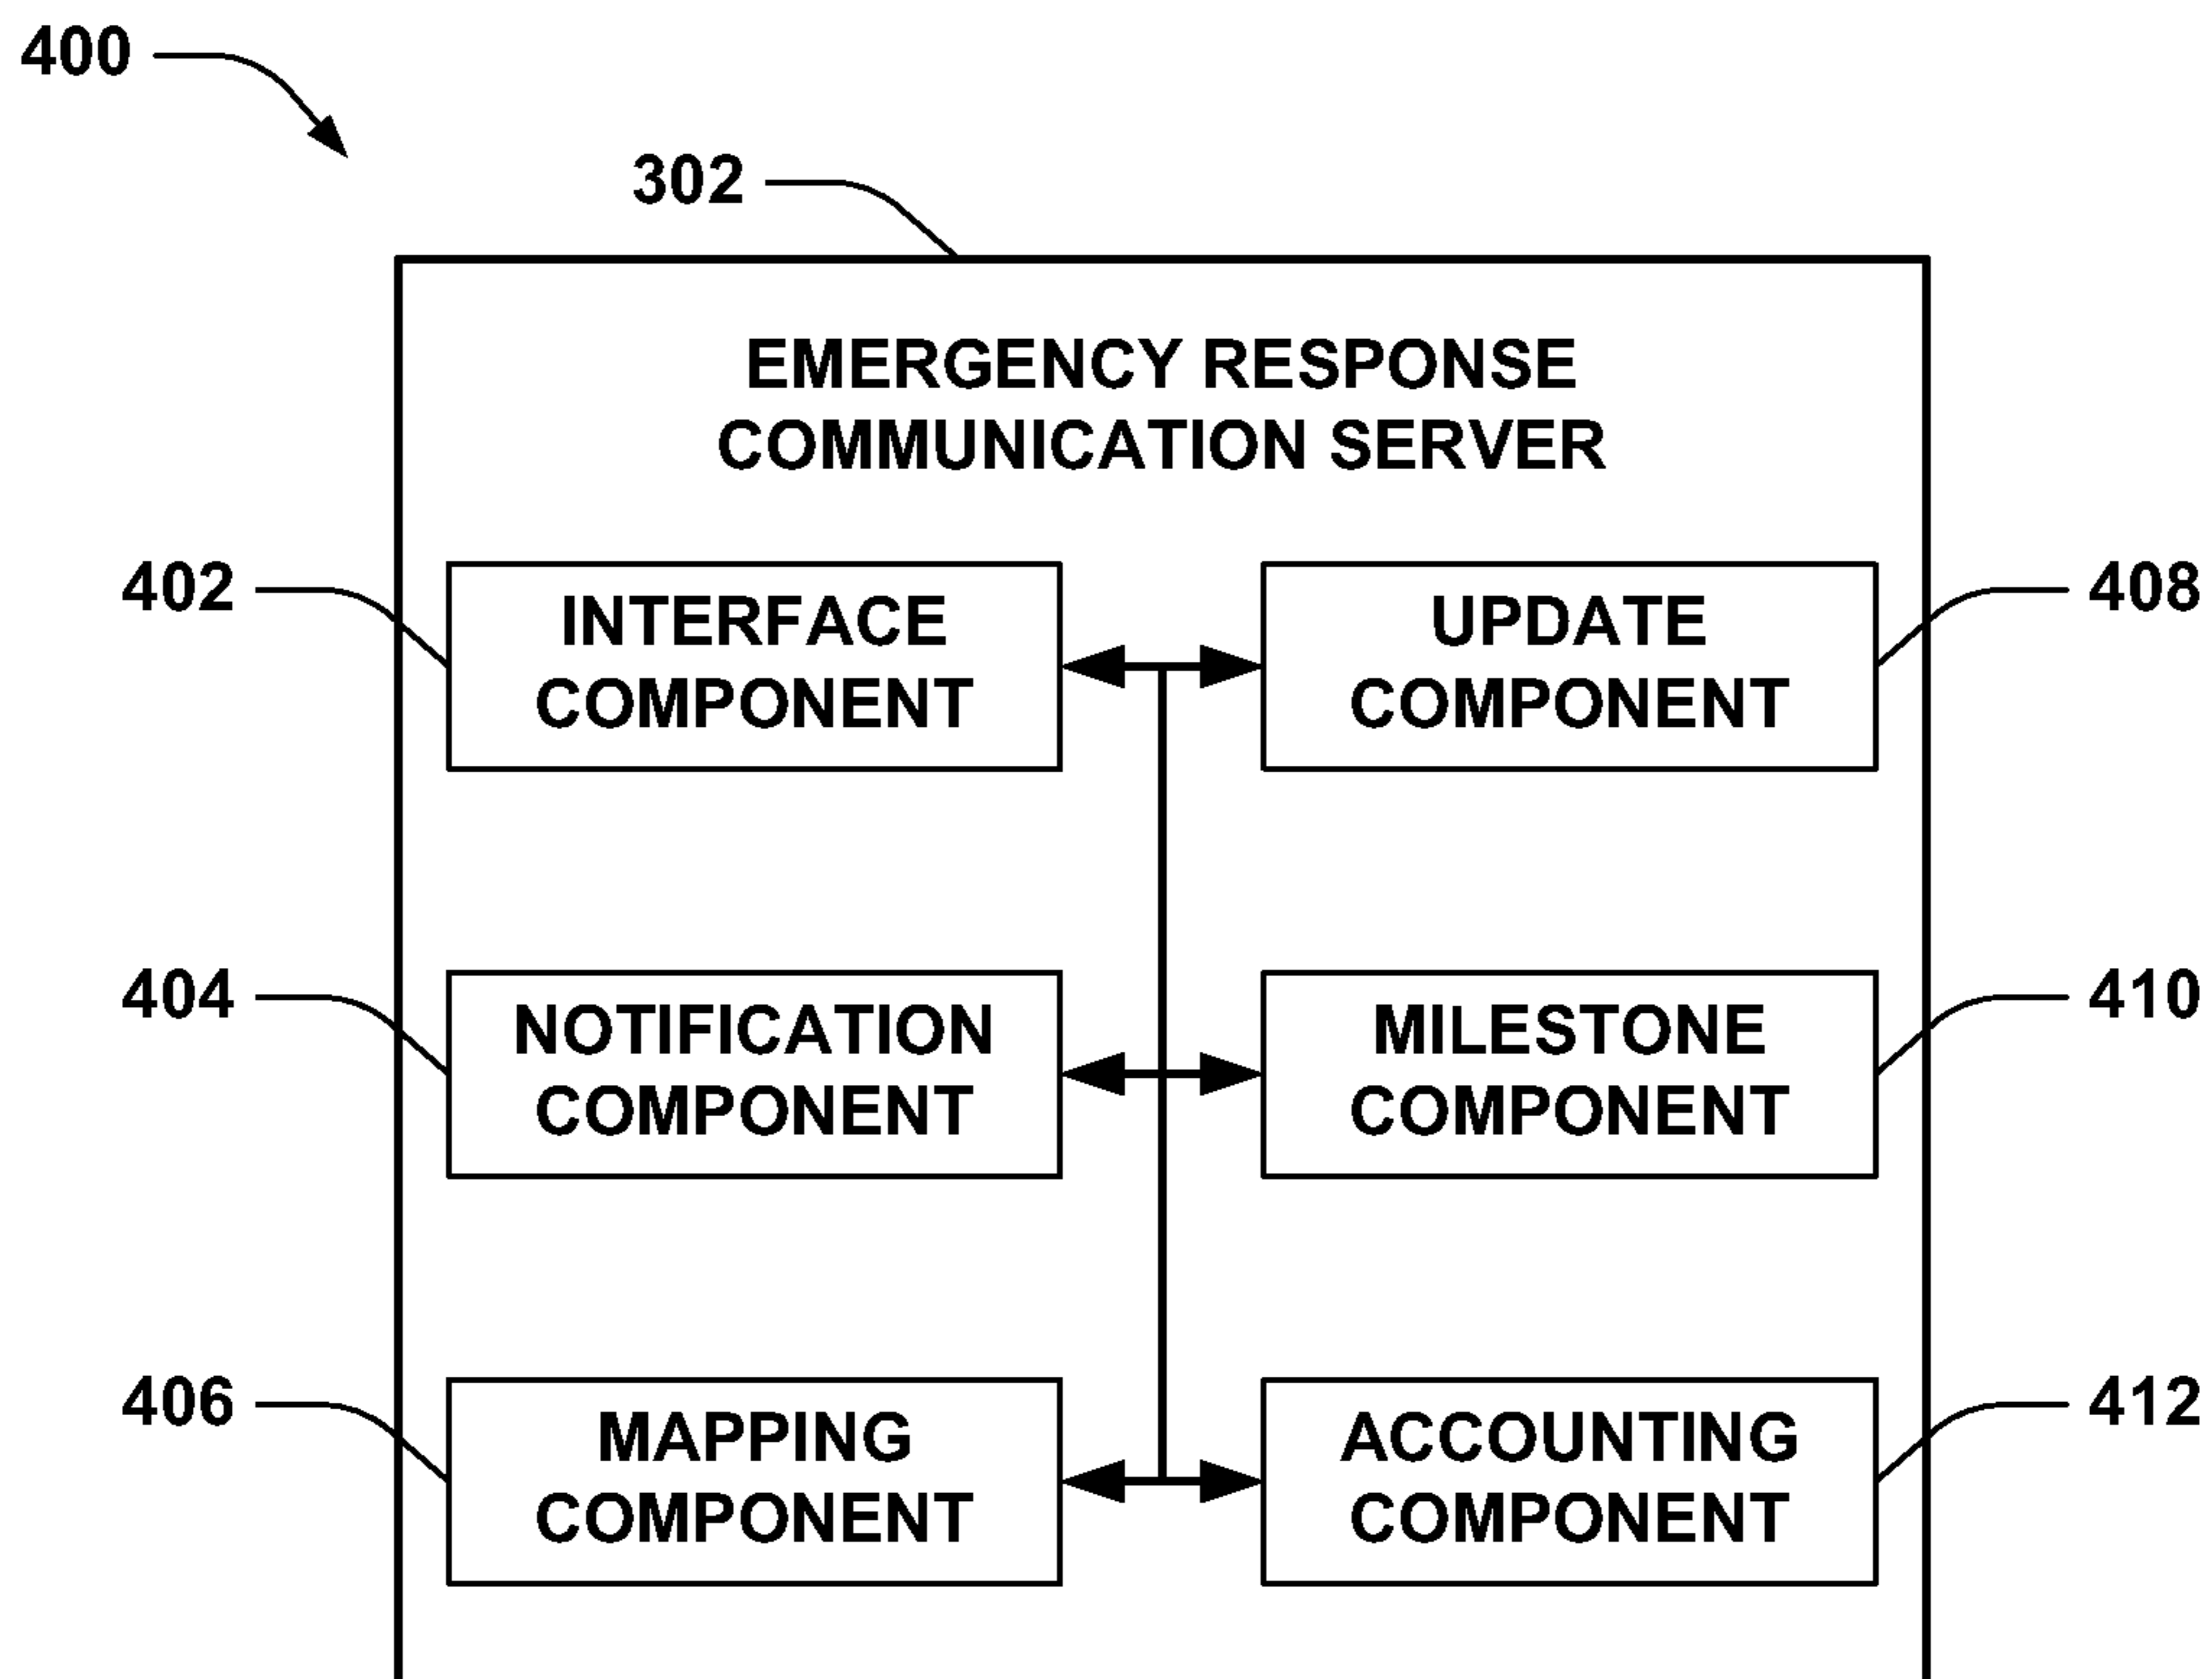 400
302
EMERGENCY RESPONSE
COMMUNICATION SERVER
402
INTERFACE
COMPONENT
UPDATE
COMPONENT
408
404
NOTIFICATION
COMPONENT
MILESTONE
COMPONENT
410
406
MAPPING
COMPONENT
ACCOUNTING
COMPONENT
412